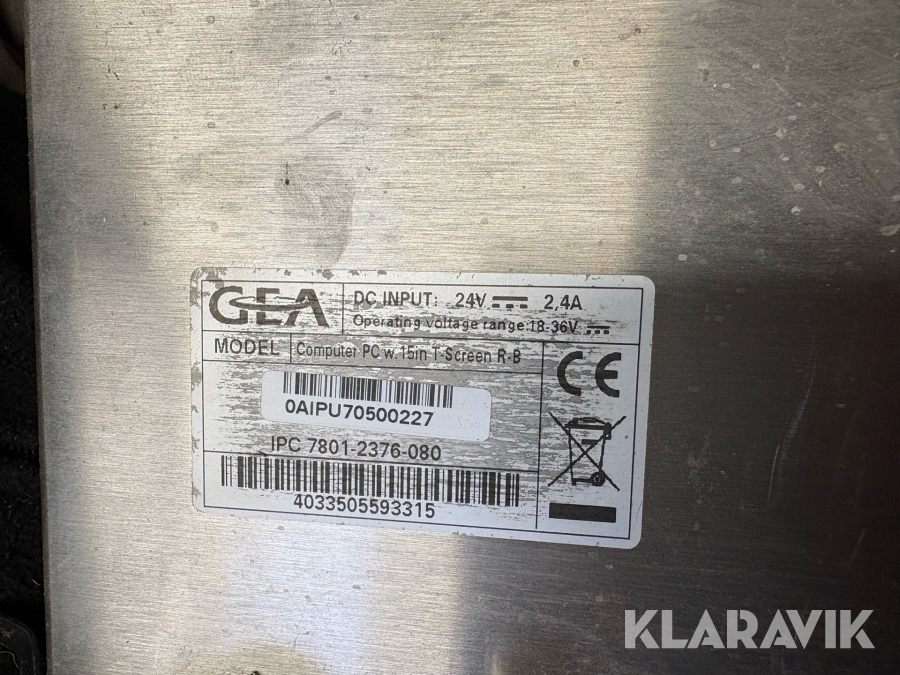 GEA
DC INPUT: 24V 2,4A
Operating voltage range:18-36V
MODEL
Computer PC w. 15in T-Screen R-B
CE
0AIPU70500227
IPC 7801-2376-080
4033505593315
KLARAVIK